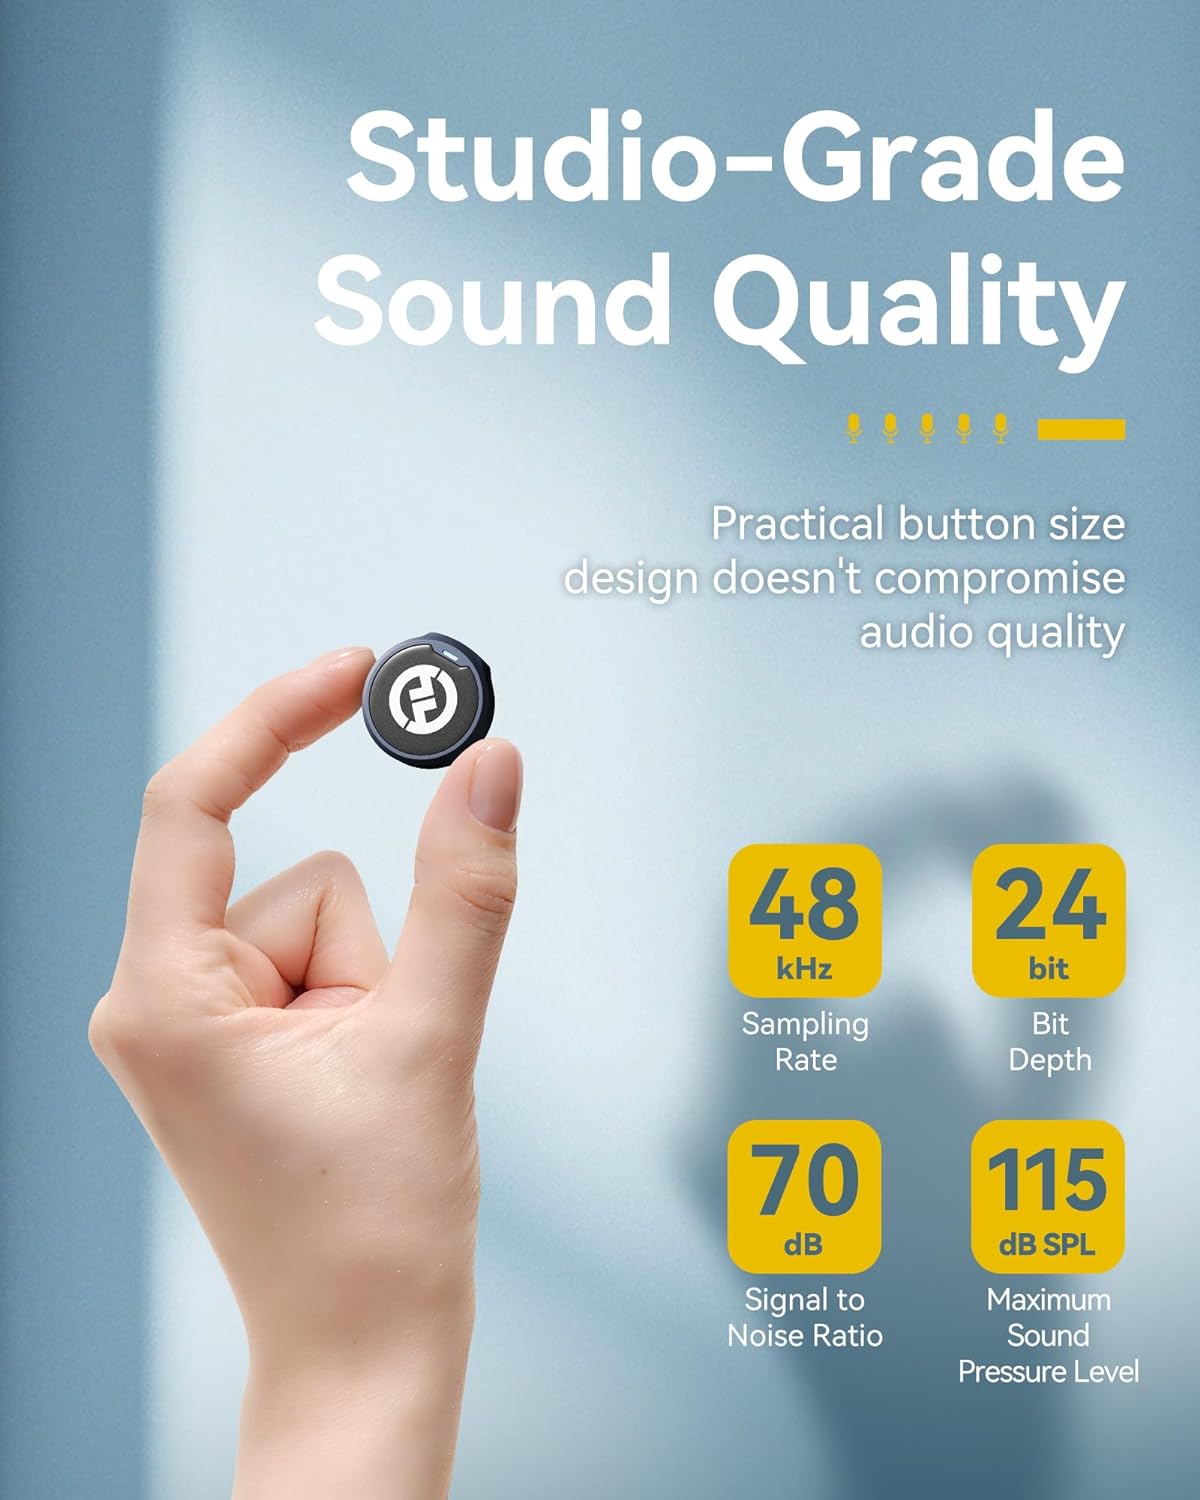 Studio-Grade
Sound Quality
Practical button size
design doesn't compromise
audio quality
48
kHz
Sampling
Rate
24
bit
Bit
Depth
70
dB
Signal to
Noise Ratio
115
dB SPL
Maximum
Sound
Pressure Level